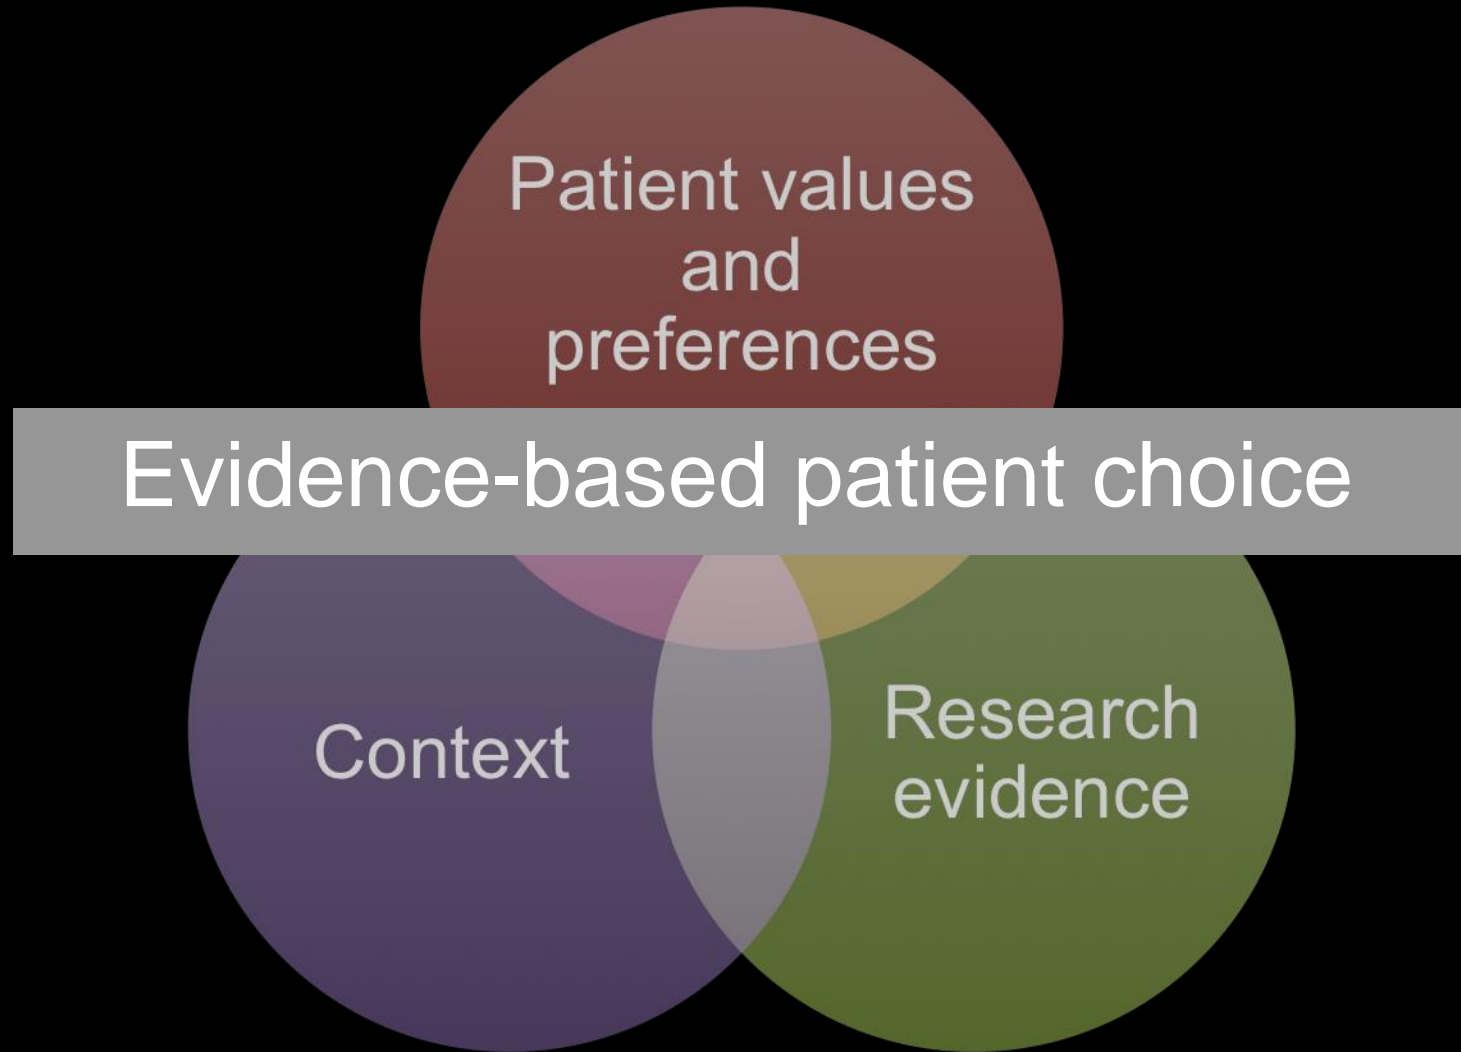 Patient values
and
preferences
Evidence-based patient choice
Context
Research
evidence